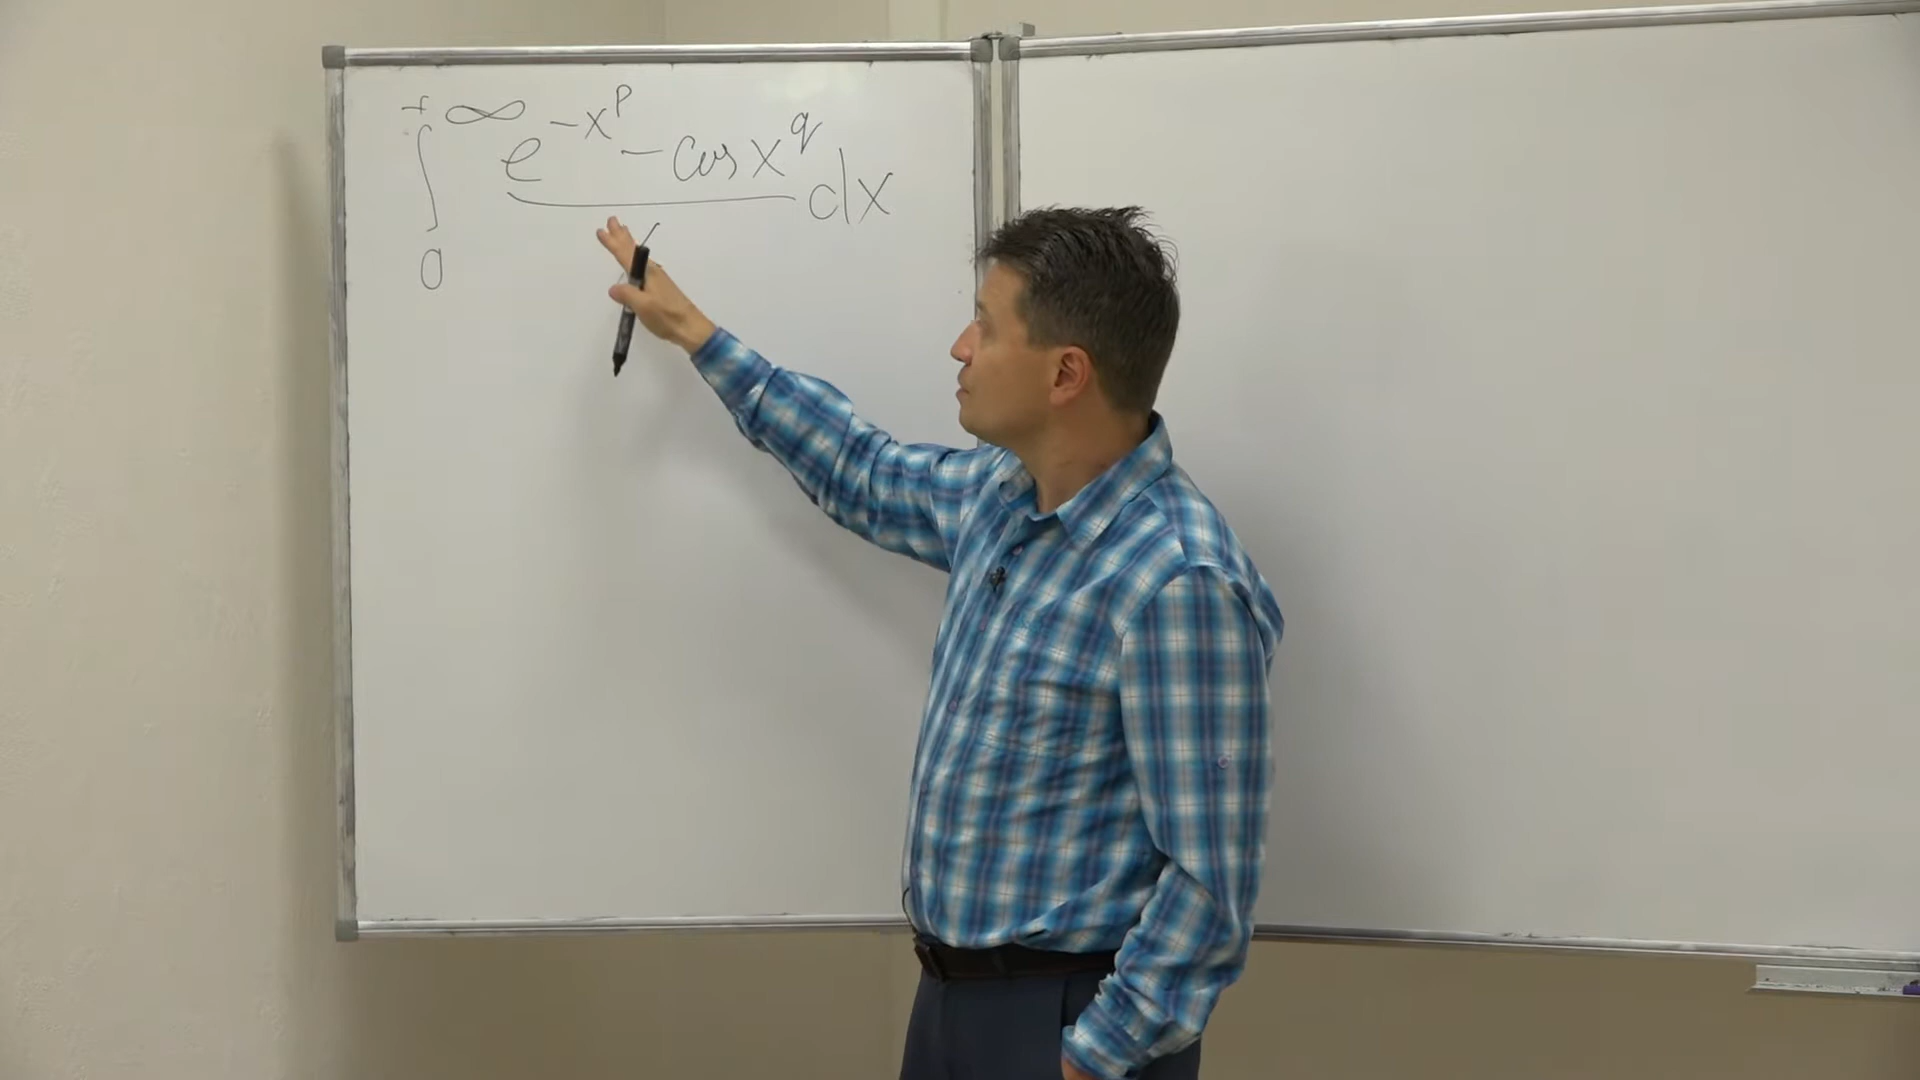 ∫₀^{+∞} (e^{-x^p} - cos x^q) / x dx